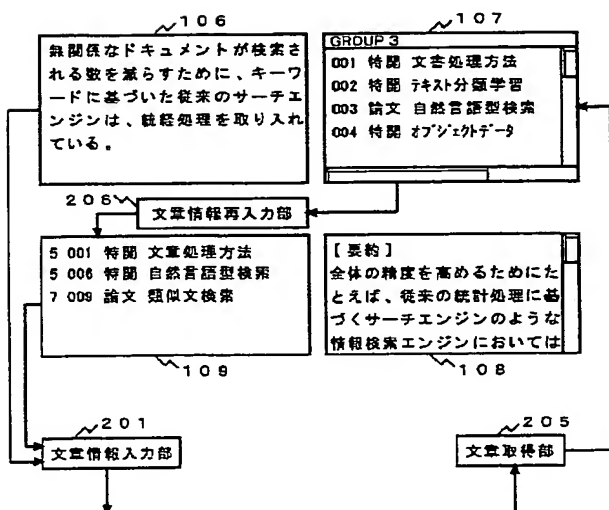 106
無関係なドキュメントが検索さ
れる数を減らすために、キーワ
ードに基づいた従来のサーチエ
ンジンは、統経処理を取り入れ
ている。
107
GROUP 3
001 特開 文書処理方法
002 特開 テキスト分類学習
003 論文 自然言語型検索
004 特開 オブジェクトデータ
206
文章情報再入力部
5 001 特開 文章処理方法
5 006 特開 自然言語型検索
7 009 論文 類似文検索
109
【要約】
全体の精度を高めるためにた
とえば、従来の統計処理に基
づくサーチエンジンのような
情報検索エンジンにおいては
108
201
文章情報入力部
205
文章取得部